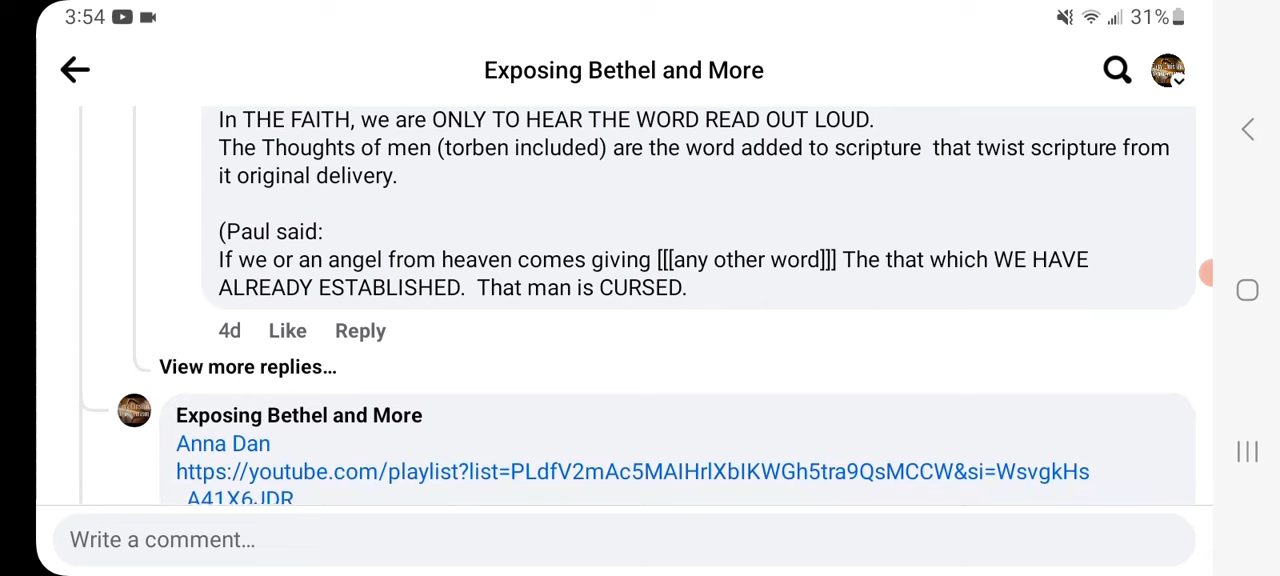 3:54
31%
Exposing Bethel and More
In THE FAITH, we are ONLY TO HEAR THE WORD READ OUT LOUD.
The Thoughts of men (torben included) are the word added to scripture  that twist scripture from
it original delivery.
(Paul said:
If we or an angel from heaven comes giving [[[any other word]]] The that which WE HAVE
ALREADY ESTABLISHED.  That man is CURSED.
4d Like Reply
View more replies...
Exposing Bethel and More
Anna Dan
https://youtube.com/playlist?list=PLdfV2mAc5MAIHrlXbIKWGh5tra9QsMCCW&si=WsvgkHs
_A41X6JDR
Write a comment...